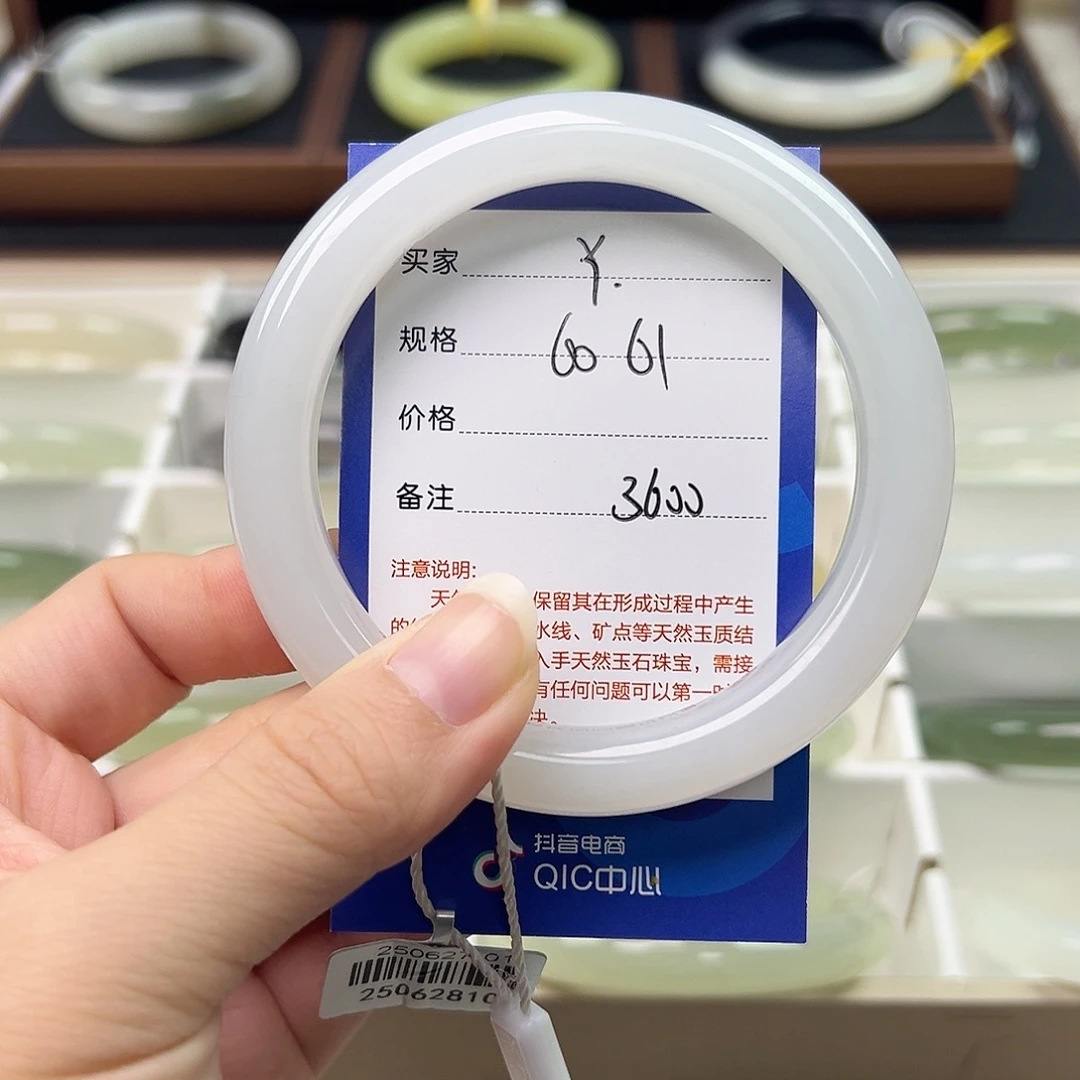 买家 y.
规格 60 61
价格
备注 3600
注意说明:
保留其在形成过程中产生
水线、矿点等天然玉质结
入手天然玉石珠宝，需接
有任何问题可以第一
决。
抖音电商
QIC中心
25062810